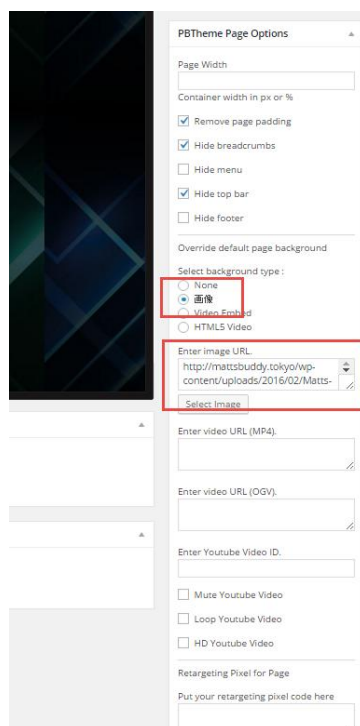 PBTheme Page Options
Page Width
Container width in px or %
Remove page padding
Hide breadcrumbs
Hide menu
Hide top bar
Hide footer
Override default page background
Select background type :
None
画像
Video Embed
HTML5 Video
Enter image URL.
http://mattsbuddy.tokyo/wp-
content/uploads/2016/02/Matts-
Select Image
Enter video URL (MP4).
Enter video URL (OGV).
Enter Youtube Video ID.
Mute Youtube Video
Loop Youtube Video
HD Youtube Video
Retargeting Pixel for Page
Put your retargeting pixel code here